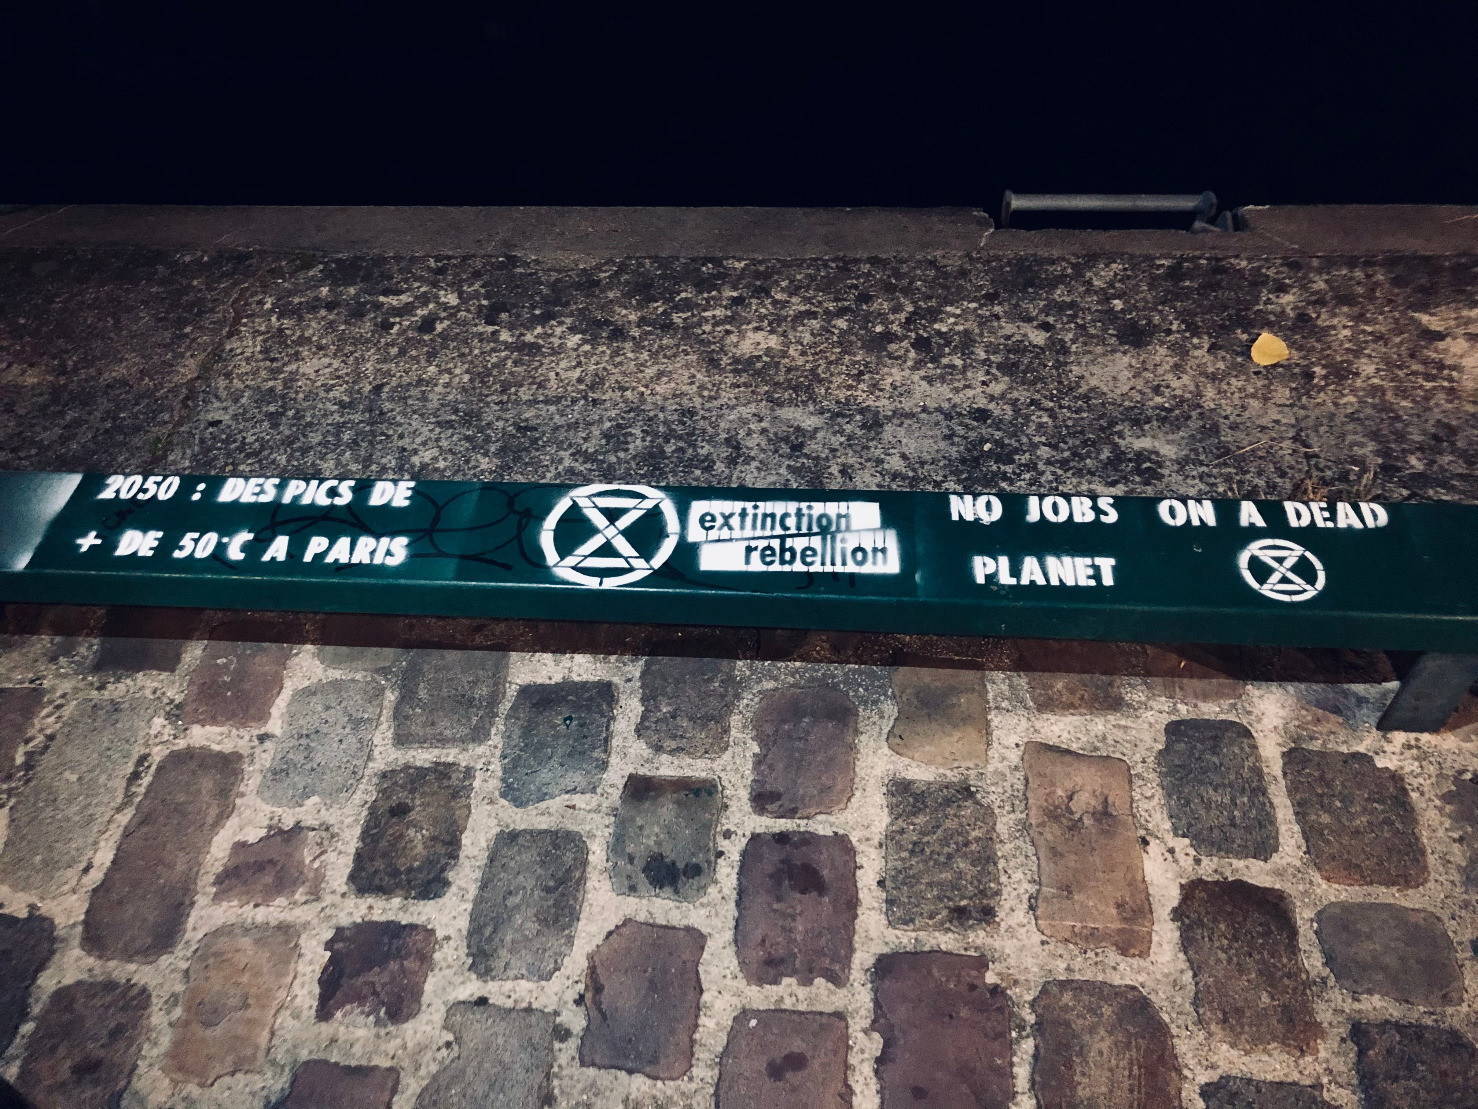 2050 : DES PICS DE
+ DE 50°C A PARIS
extinction
rebellion
NO JOBS ON A DEAD
PLANET